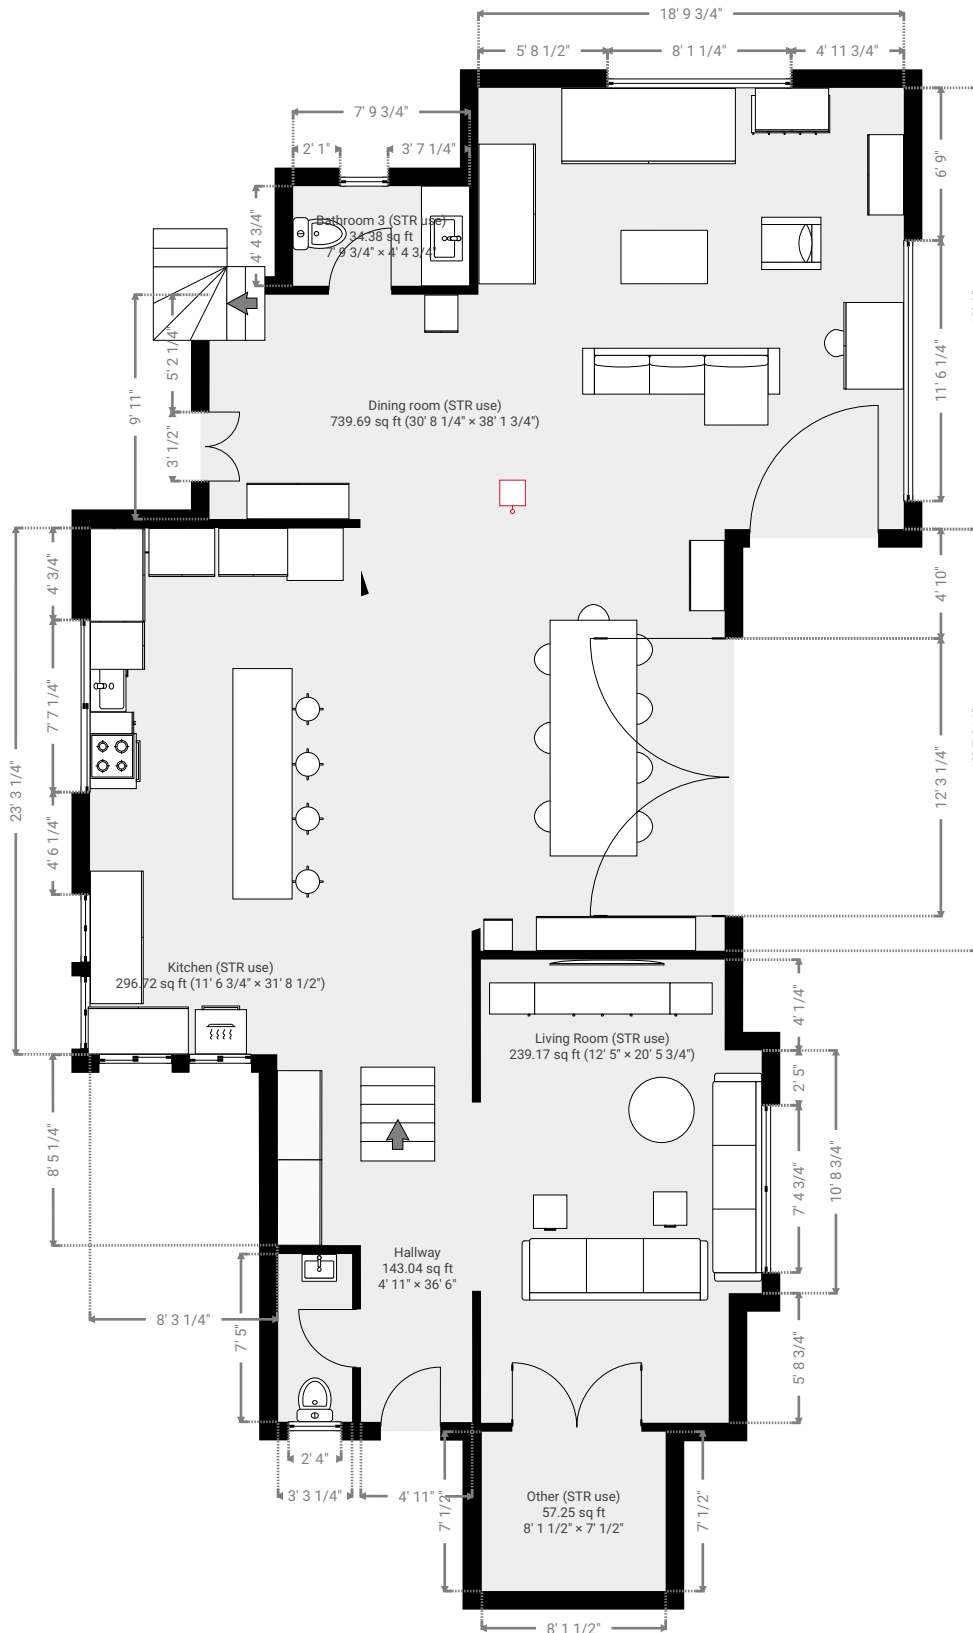 18' 9 3/4"
5' 8 1/2"
8' 1 1/4"
4' 11 3/4"
7' 9 3/4"
2' 1"
3' 7 1/4"
6' 9"
4' 4 3/4"
Bathroom 3 (STR use)
34.38 sq ft
7' 9 3/4" × 4' 4 3/4"
5' 2 1/4"
9' 11"
3' 1/2"
11' 6 1/4"
Dining room (STR use)
739.69 sq ft (30' 8 1/4" × 38' 1 3/4")
4' 3/4"
4' 10"
7' 7 1/4"
23' 3 1/4"
12' 3 1/4"
4' 6 1/4"
Kitchen (STR use)
296.72 sq ft (11' 6 3/4" × 31' 8 1/2")
4' 1/4"
Living Room (STR use)
239.17 sq ft (12' 5" × 20' 5 3/4")
2' 5"
8' 5 1/4"
7' 4 3/4"
10' 8 3/4"
Hallway
143.04 sq ft
4' 11" × 36' 6"
8' 3 1/4"
7' 5"
5' 8 3/4"
2' 4"
3' 3 1/4"
4' 11"
7' 1/2"
Other (STR use)
57.25 sq ft
8' 1 1/2" × 7' 1/2"
7' 1/2"
8' 1 1/2"